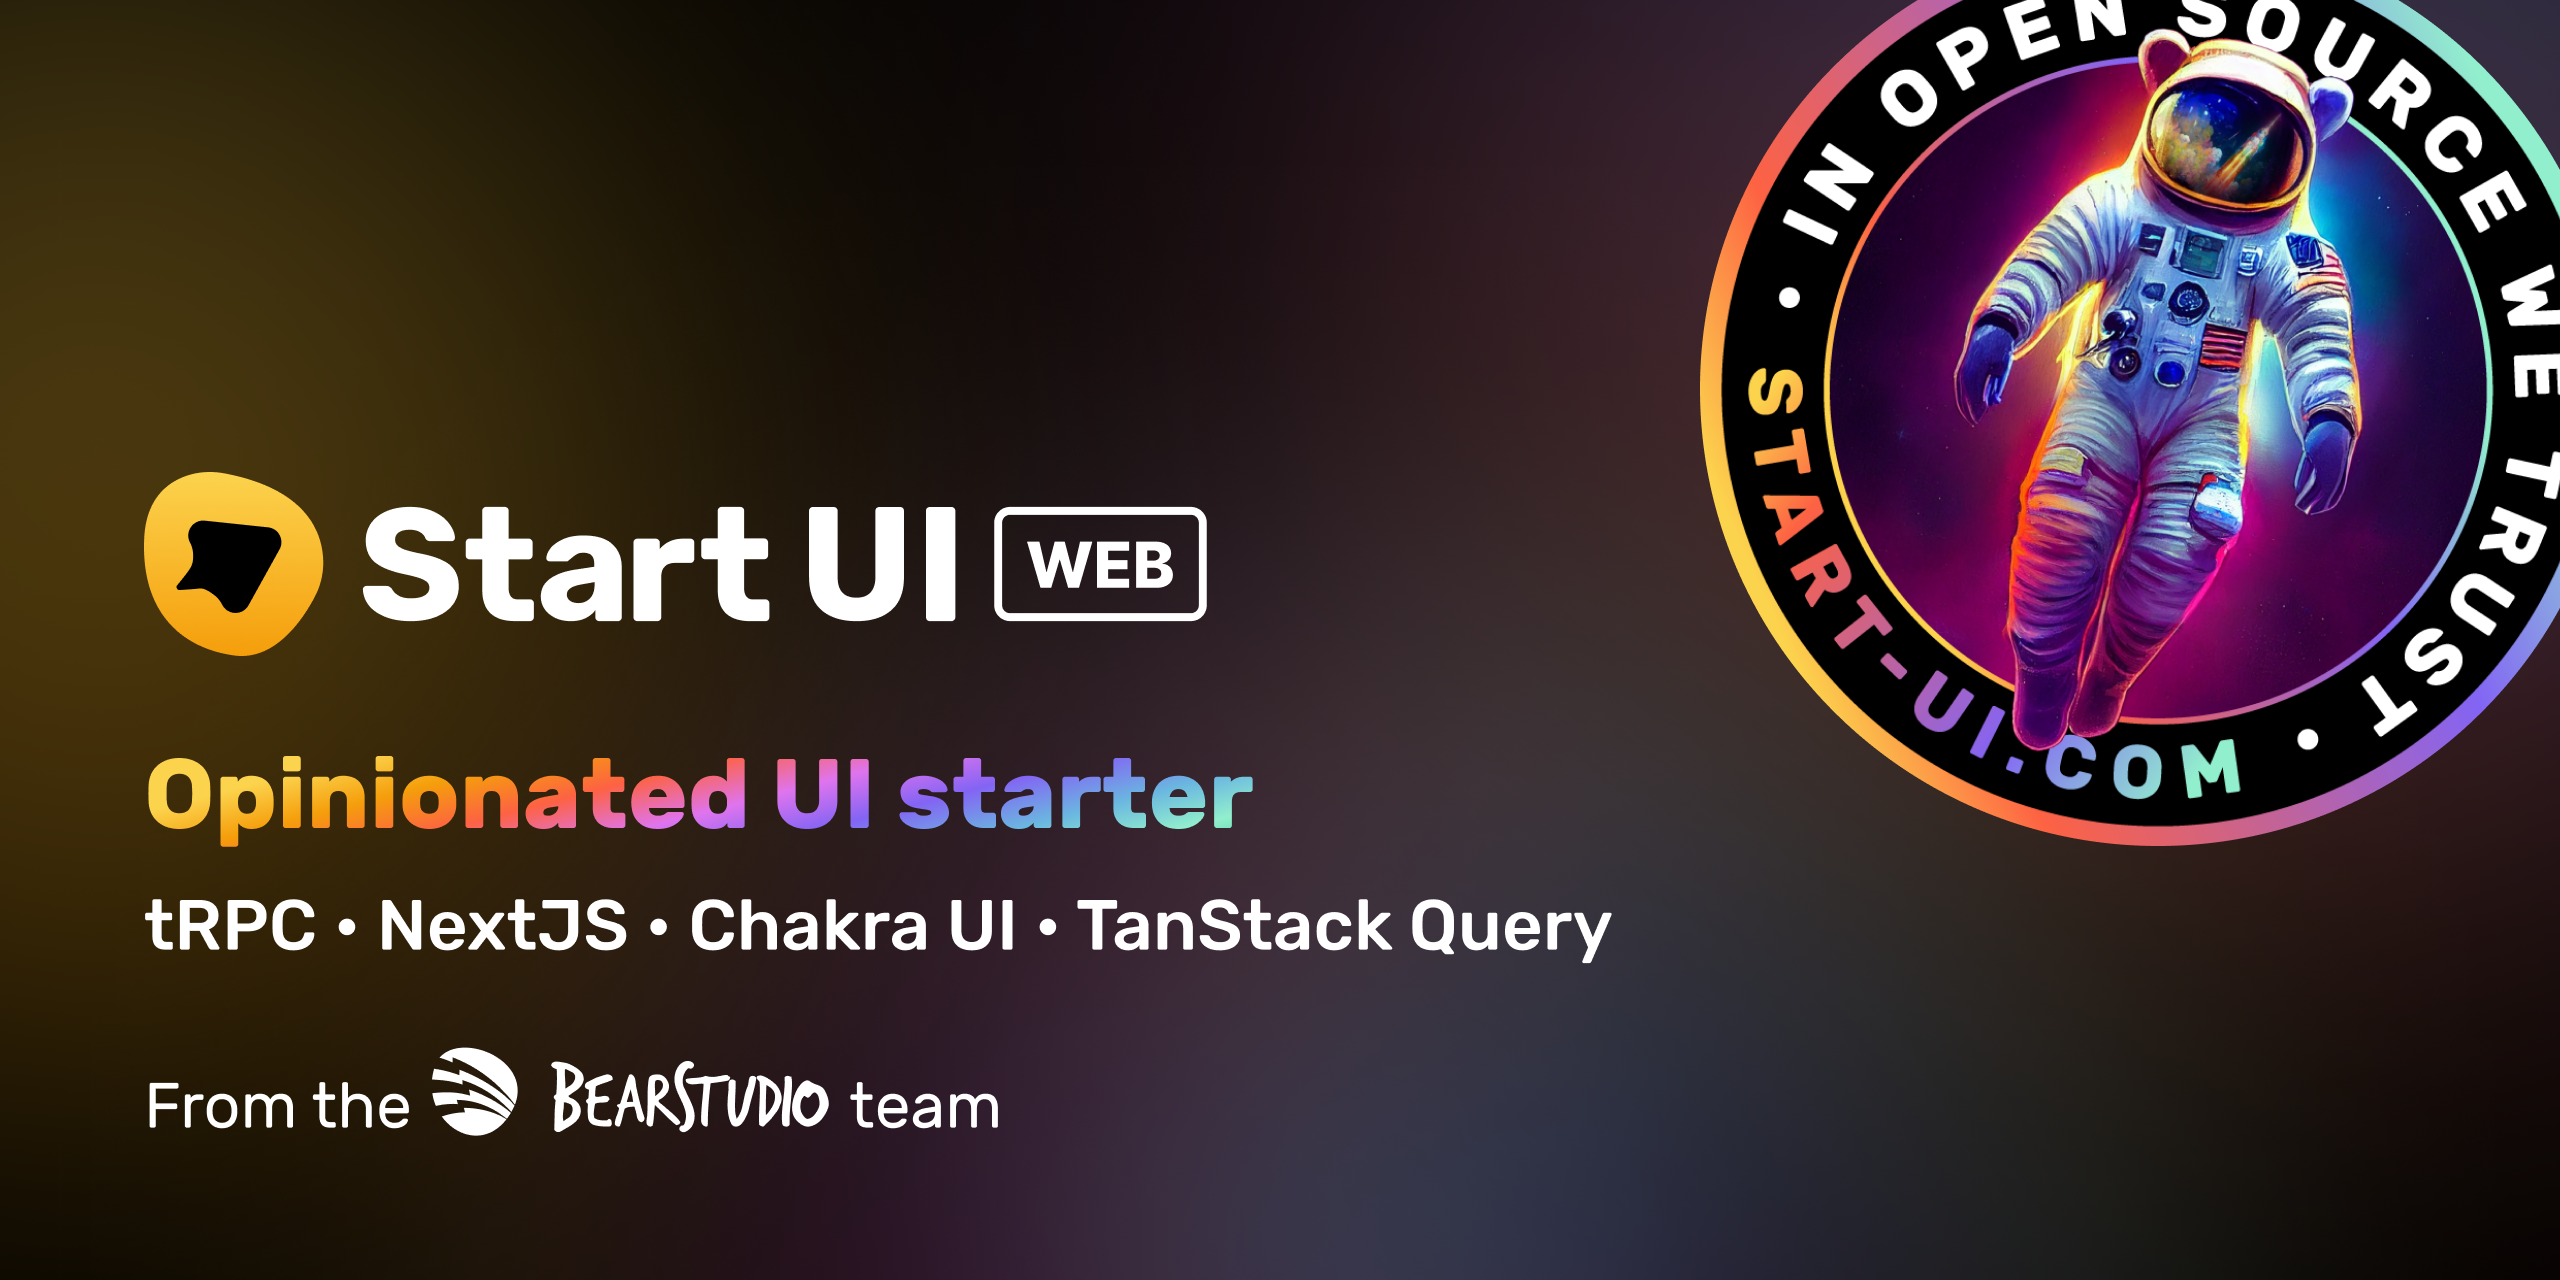 IN OPEN SOURCE WE TRUST
START-UI.COM
Start UI WEB
Opinionated UI starter
tRPC • NextJS • Chakra UI • TanStack Query
From the BEARSTUDIO team